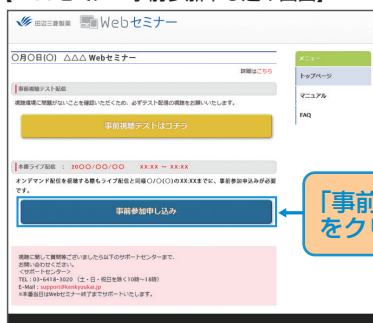 田辺三菱製薬 Webセミナー
○月○日(○) △△△ Webセミナー
詳細はこちら
事前視聴テスト配信
視聴環境に問題がないことを確認いただくため、必ずテスト配信の視聴をお願いいたします。
事前視聴テストはコチラ
本番ライブ配信 : 20○○/○○/○○ XX:XX ~ XX:XX
オンデマンド配信を視聴する際もライブ配信と同様○/○(○)のXX:XXまでに、事前参加申込みが必要
です。
事前参加申し込み
視聴に関して質問等ございましたら以下のサポートセンターまで、
お問い合わせください。
<サポートセンター>
TEL:03-6418-3020 (土・日・祝日を除く10時~18時)
E-Mail:support@kenkyuukai.jp
※本番当日はWebセミナー終了までサポートいたします。
メニュー
トップページ
マニュアル
FAQ
「事前
をクリ